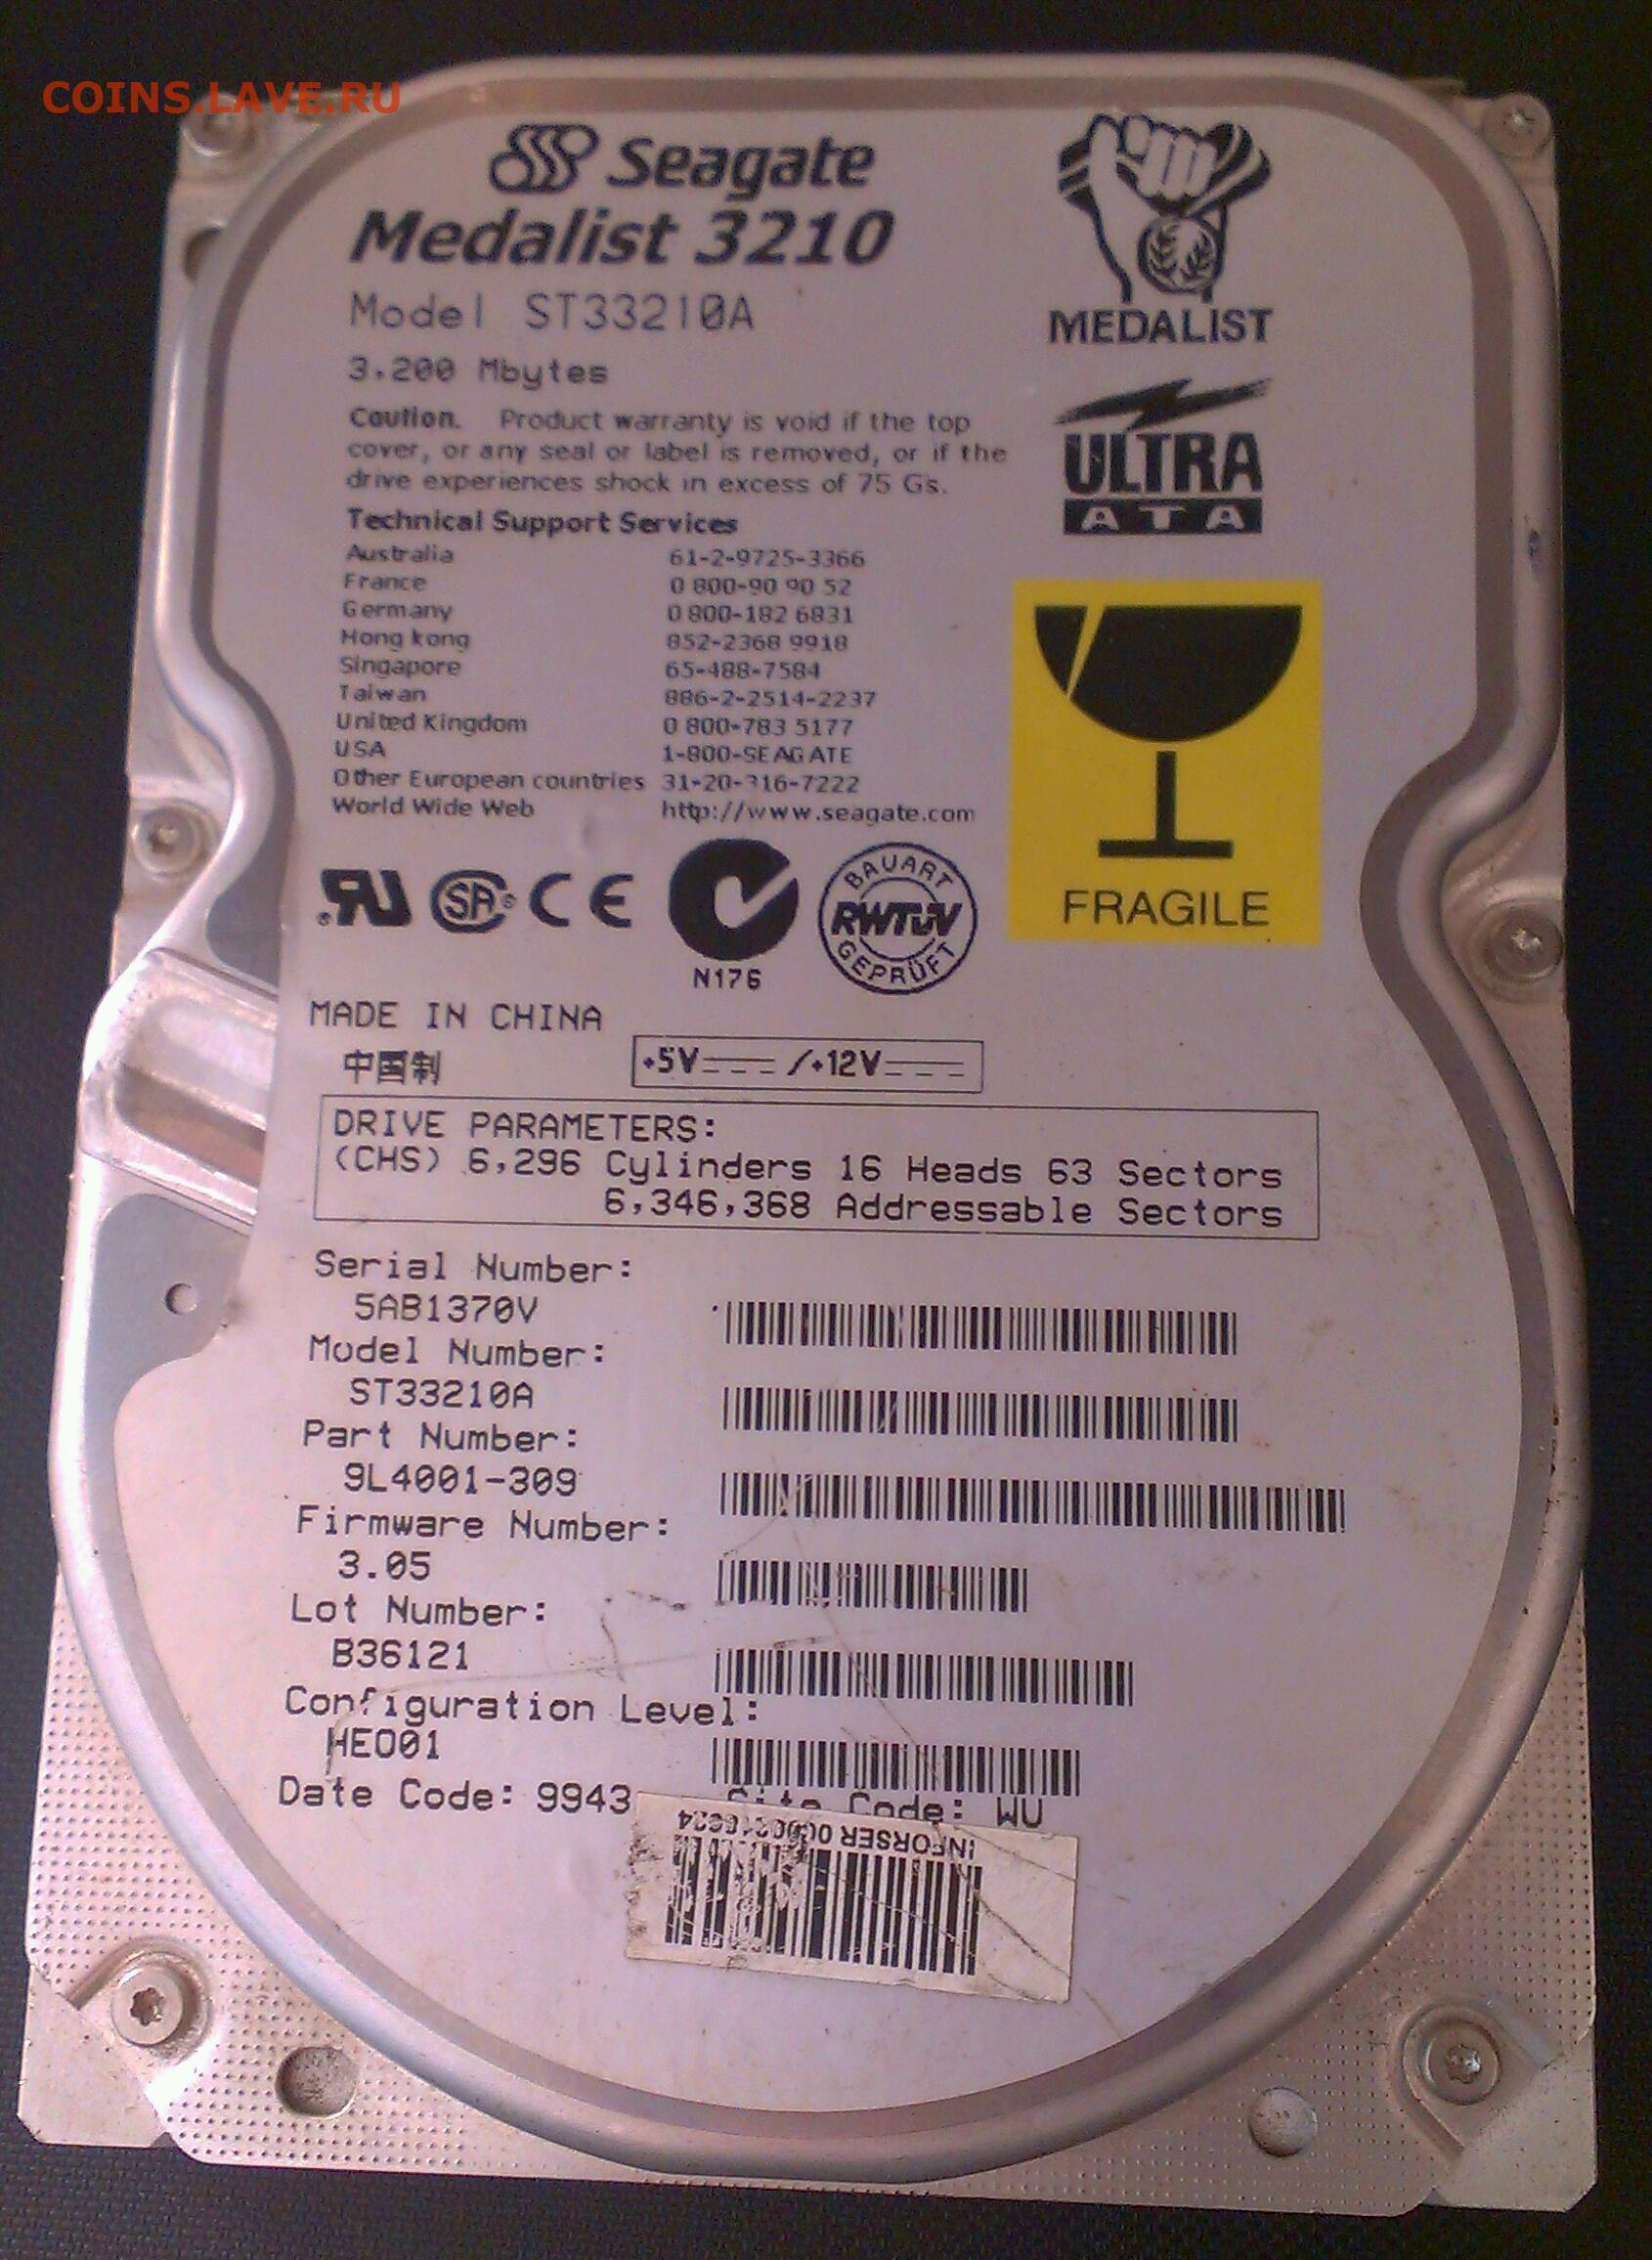 COINS.LAVE.RU
Seagate
Medalist 3210
Model ST33210A
3.200 Mbytes
Caution. Product warranty is void if the top
cover, or any seal or label is removed, or if the
drive experiences shock in excess of 75 Gs.
Technical Support Services
Australia 61-2-9725-3366
France 0 800-90 90 52
Germany 0 800-182 6831
Hong kong 852-2368 9918
Singapore 65-488-7584
Taiwan 886-2-2514-2237
United Kingdom 0 800-783 5177
USA 1-800-SEAGATE
Other European countries 31-20-316-7222
World Wide Web http://www.seagate.com
MEDALIST
ULTRA
ATA
FRAGILE
RU SA CE
N176
BAUART
RWTÜV
GEPRÜFT
MADE IN CHINA
中国制
+5V /+12V
DRIVE PARAMETERS:
(CHS) 6,296 Cylinders 16 Heads 63 Sectors
6,346,368 Addressable Sectors
Serial Number:
5AB1370V
Model Number:
ST33210A
Part Number:
9L4001-309
Firmware Number:
3.05
Lot Number:
B36121
Configuration Level:
HEO01
Date Code: 9943 Site Code: WU
INFORSER